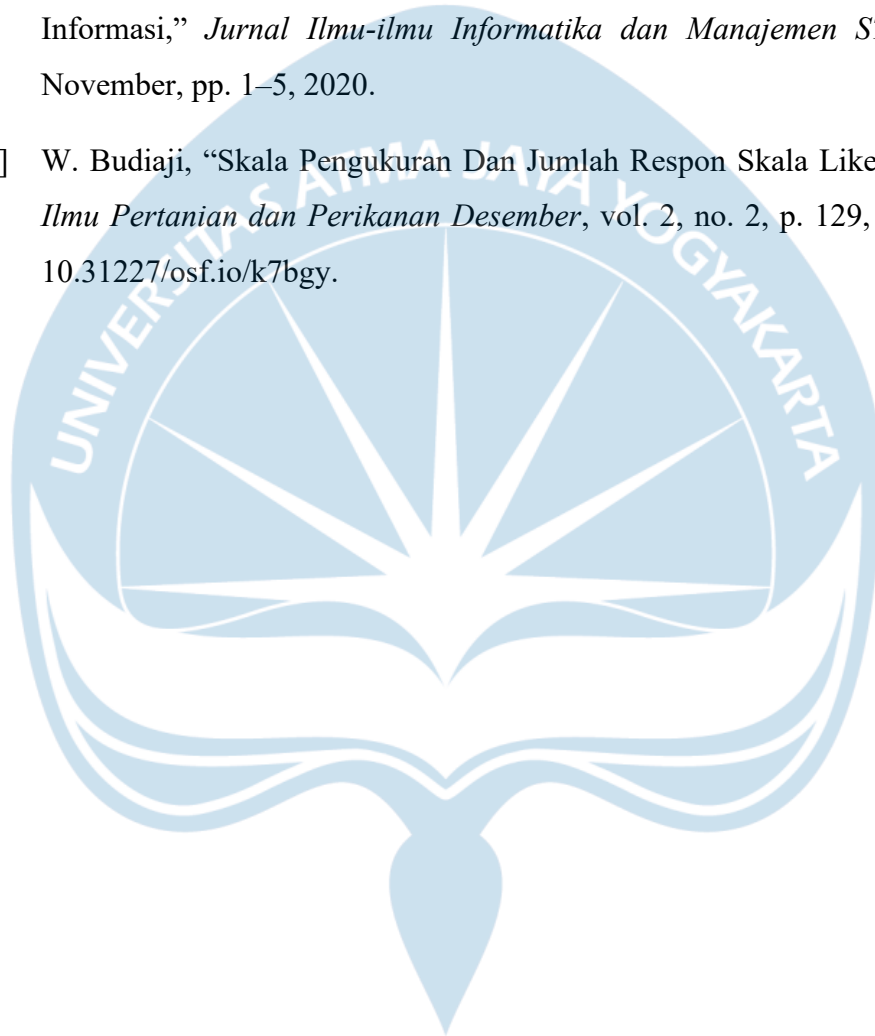 Informasi,” Jurnal Ilmu-ilmu Informatika dan Manajemen
November, pp. 1–5, 2020.
] W. Budiaji, “Skala Pengukuran Dan Jumlah Respon Skala
Ilmu Pertanian dan Perikanan Desember, vol. 2, no. 2, p. 129,
10.31227/osf.io/k7bgy.
UNIVERSITAS ATMA JAYA YOGYAKARTA